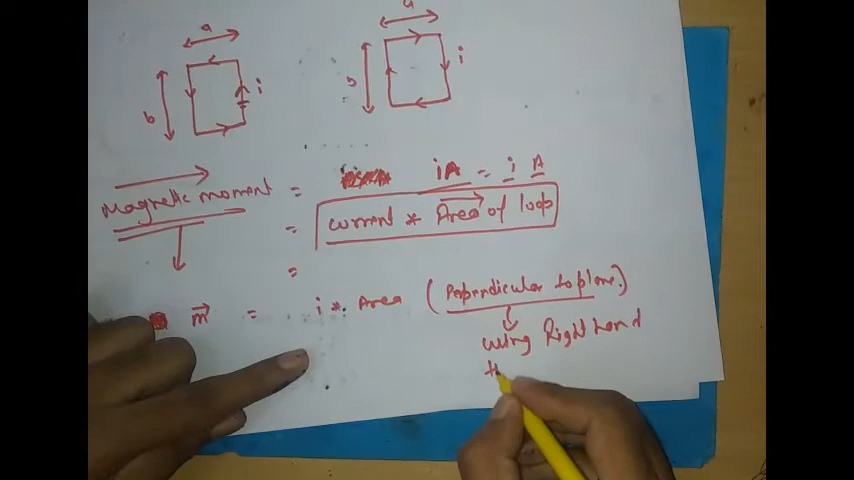 a
a
b
i
b
i
Magnetic moment = iA = i A
= current * Area of loop
=
m = i * Area (Perpendicular to plane.)
using Right hand